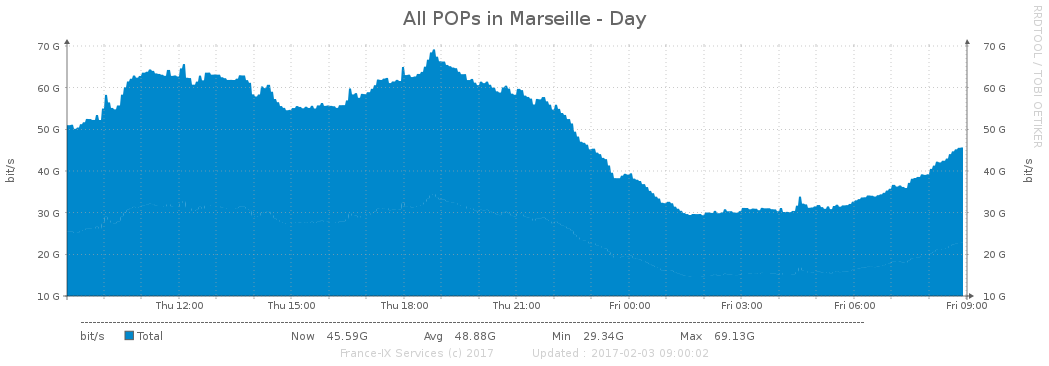 All POPs in Marseille - Day
RRDTOOL / TOBI OETIKER
bit/s
70 G 70 G
60 G 60 G
50 G 50 G
40 G 40 G
30 G 30 G
20 G 20 G
10 G 10 G
bit/s
Thu 12:00 Thu 15:00 Thu 18:00 Thu 21:00 Fri 00:00 Fri 03:00 Fri 06:00 Fri 09:00
bit/s Total Now 45.59G Avg 48.88G Min 29.34G Max 69.13G
France-IX Services (c) 2017 Updated : 2017-02-03 09:00:02